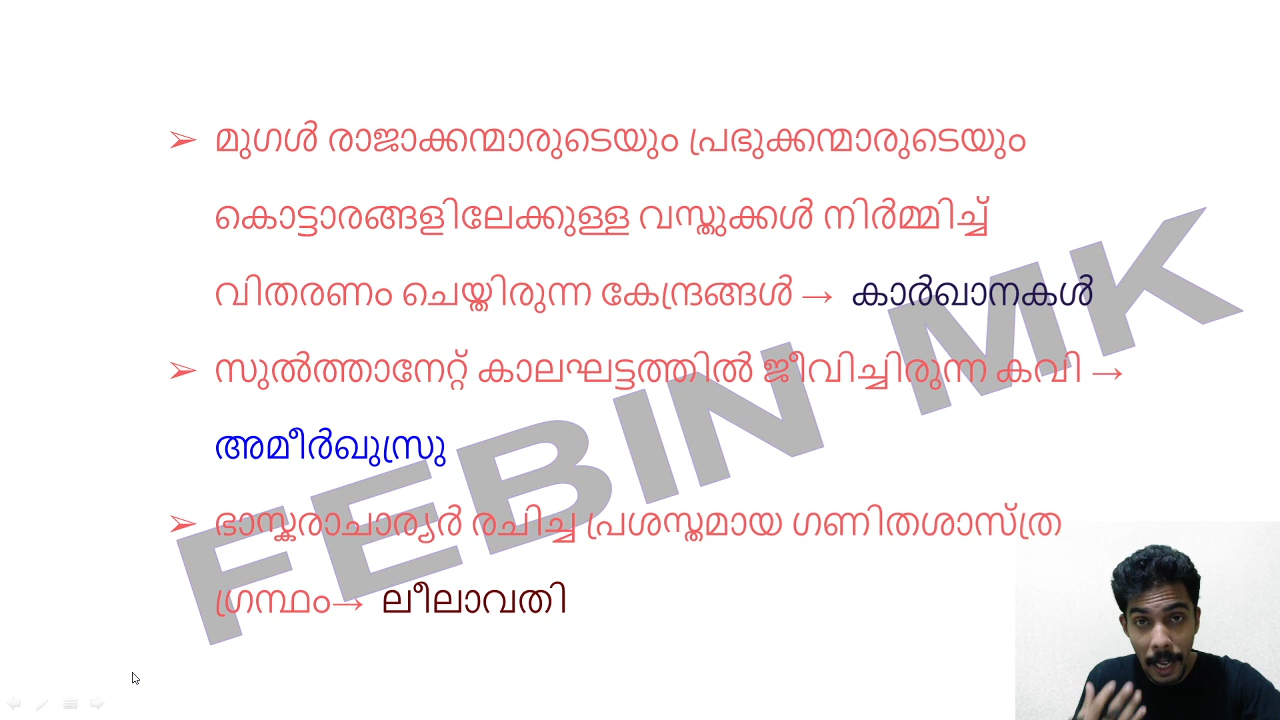 ➢ മുഗൾ രാജാക്കന്മാരുടെയും പ്രഭുക്കന്മാരുടെയും
കൊട്ടാരങ്ങളിലേക്കുള്ള വസ്തുക്കൾ നിർമ്മിച്ച്
വിതരണം ചെയ്തിരുന്ന കേന്ദ്രങ്ങൾ → കാർഖാനകൾ
➢ സുൽത്താനേറ്റ് കാലഘട്ടത്തിൽ ജീവിച്ചിരുന്ന കവി →
അമീർഖുസ്രു
➢ ഭാസ്കരാചാര്യർ രചിച്ച പ്രശസ്തമായ ഗണിതശാസ്ത്ര
ഗ്രന്ഥം→ ലീലാവതി
FEBIN MK